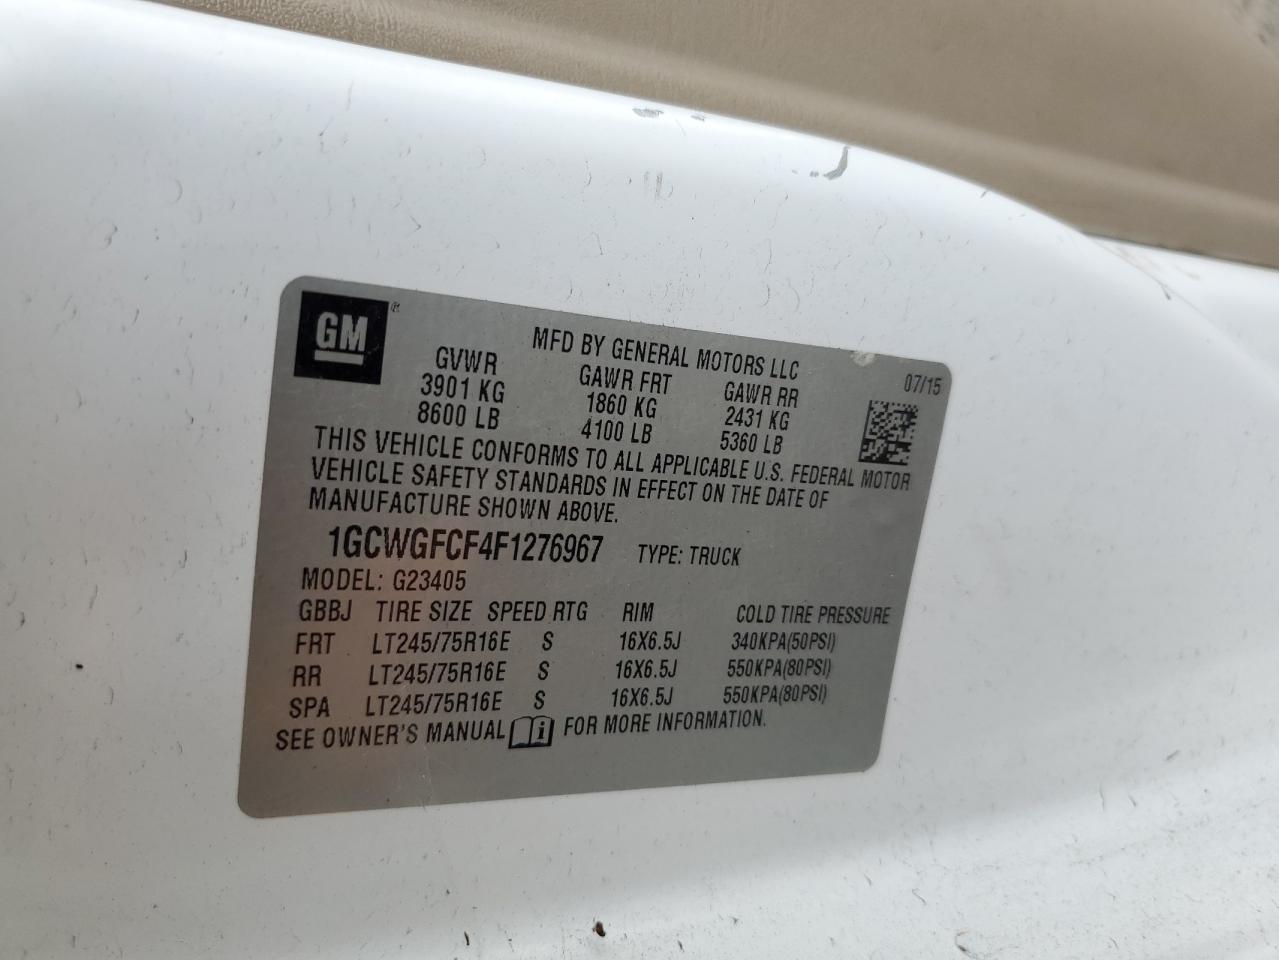 GM ®
MFD BY GENERAL MOTORS LLC
07/15
GVWR GAWR FRT GAWR RR
3901 KG 1860 KG 2431 KG
8600 LB 4100 LB 5360 LB
THIS VEHICLE CONFORMS TO ALL APPLICABLE U.S. FEDERAL MOTOR
VEHICLE SAFETY STANDARDS IN EFFECT ON THE DATE OF
MANUFACTURE SHOWN ABOVE.
1GCWGFCF4F1276967 TYPE: TRUCK
MODEL: G23405
GBBJ TIRE SIZE SPEED RTG RIM COLD TIRE PRESSURE
FRT LT245/75R16E S 16X6.5J 340KPA(50PSI)
RR LT245/75R16E S 16X6.5J 550KPA(80PSI)
SPA LT245/75R16E S 16X6.5J 550KPA(80PSI)
SEE OWNER'S MANUAL i FOR MORE INFORMATION.